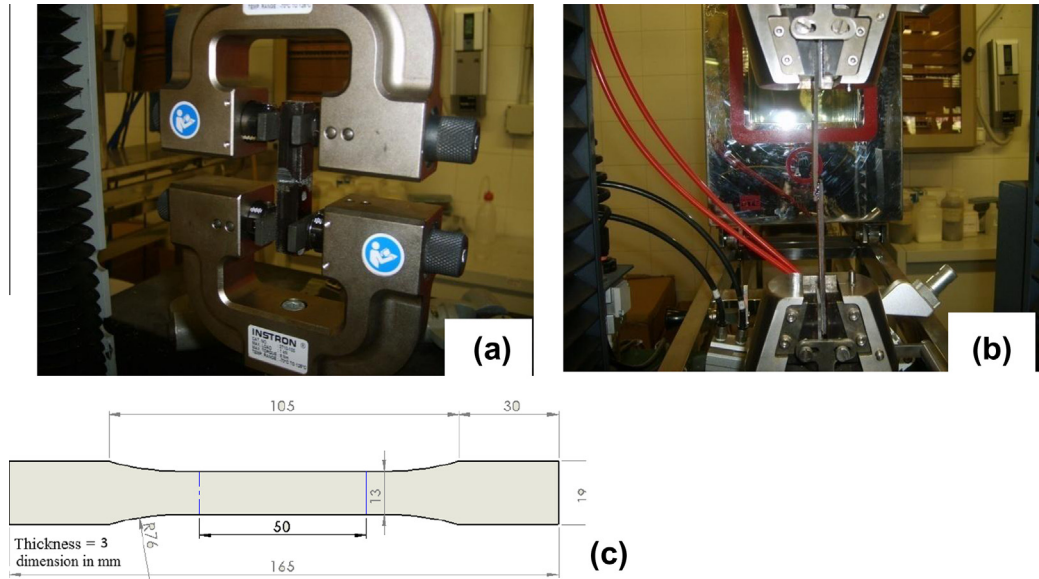 (a)
INSTRON ®
(b)
105
30
13
19
50
R76
Thickness = 3
dimension in mm
165
(c)